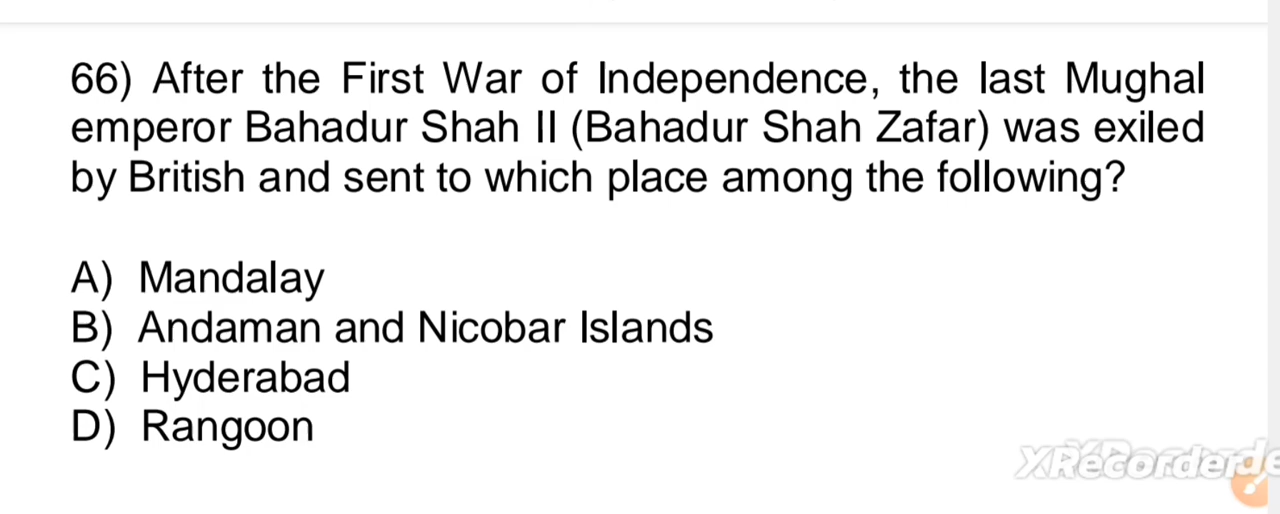 66) After the First War of Independence, the last Mughal
emperor Bahadur Shah II (Bahadur Shah Zafar) was exiled
by British and sent to which place among the following?
A) Mandalay
B) Andaman and Nicobar Islands
C) Hyderabad
D) Rangoon
XRecorder